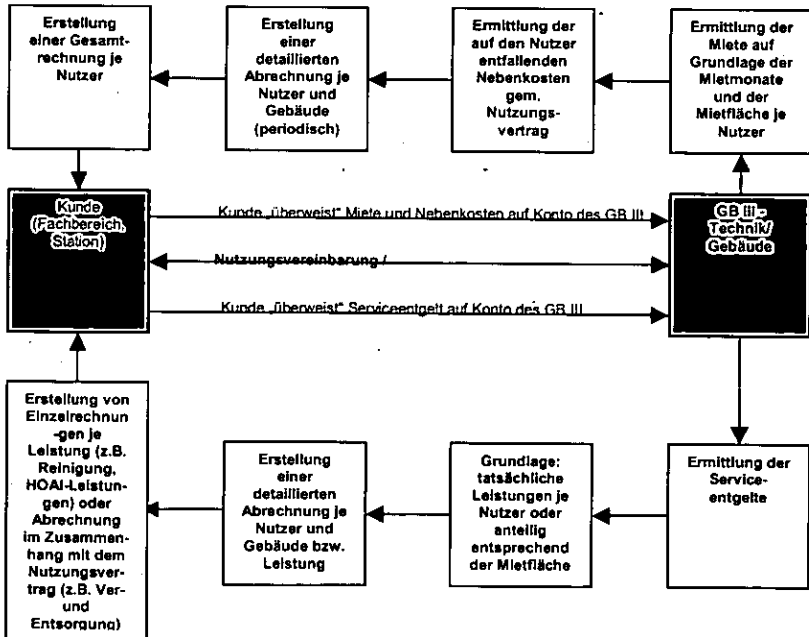 Erstellung
einer Gesamt-
rechnung je
Nutzer
Erstellung
einer
detaillierten
Abrechnung je
Nutzer und
Gebäude
(periodisch)
Ermittlung der
auf den Nutzer
entfallenden
Nebenkosten
gem.
Nutzungs-
vertrag
Ermittlung der
Miete auf
Grundlage der
Mietmonate
und der
Mietfläche je
Nutzer
Kunde
(Fachbereich,
Station)
Kunde „überweist“ Miete und Nebenkosten auf Konto des GB III
Nutzungsvereinbarung /
Kunde „überweist“ Serviceentgelt auf Konto des GB III
GB III -
Technik/
Gebäude
Erstellung von
Einzelrechnun
-gen je
Leistung (z.B.
Reinigung,
HOAI-Leistun-
gen) oder
Abrechnung
im Zusammen-
hang mit dem
Nutzungsver-
trag (z.B. Ver-
und
Entsorgung)
Erstellung
einer
detaillierten
Abrechnung je
Nutzer und
Gebäude bzw.
Leistung
Grundlage:
tatsächliche
Leistungen je
Nutzer oder
anteilig
entsprechend
der Mietfläche
Ermittlung der
Service-
entgelte